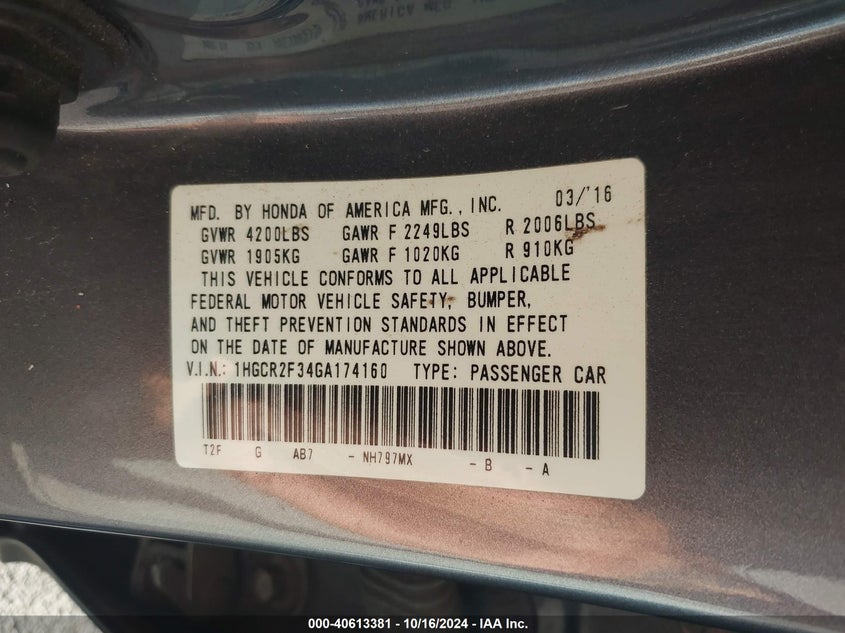 MFD. BY HONDA OF AMERICA MFG., INC. 03/'16
GVWR 4200LBS GAWR F 2249LBS R 2006LBS
GVWR 1905KG GAWR F 1020KG R 910KG
THIS VEHICLE CONFORMS TO ALL APPLICABLE
FEDERAL MOTOR VEHICLE SAFETY, BUMPER,
AND THEFT PREVENTION STANDARDS IN EFFECT
ON THE DATE OF MANUFACTURE SHOWN ABOVE.
V.I.N.: 1HGCR2F34GA174160 TYPE: PASSENGER CAR
T2F G AB7 - NH797MX - B - A
000-40613381 - 10/16/2024 - IAA Inc.